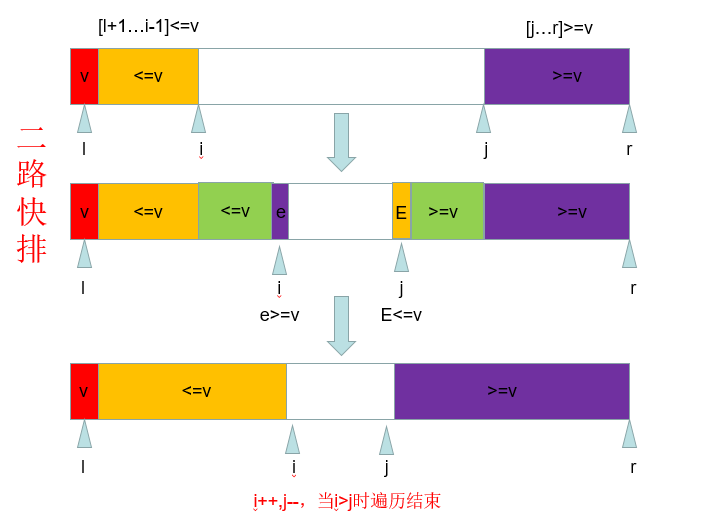 [l+1…i-1]<=v
[j…r]>=v
v
<=v
>=v
l
i
j
r
二路快排
v
<=v
<=v
e
E
>=v
>=v
l
i
j
r
e>=v
E<=v
v
<=v
>=v
l
i
j
r
i++,j--，当i>j时遍历结束